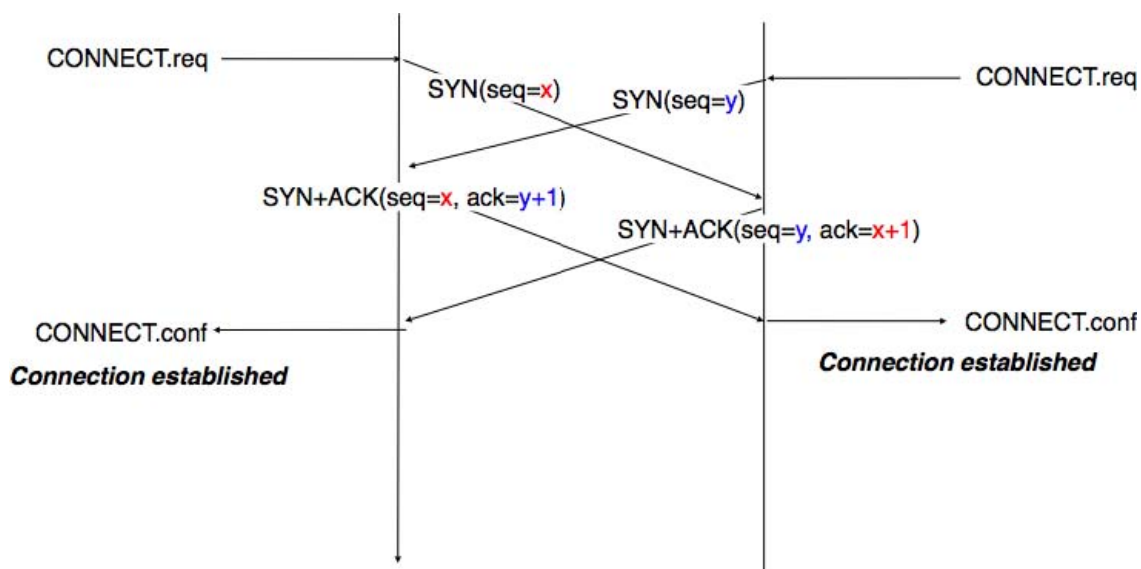 CONNECT.req
CONNECT.req
SYN(seq=x)
SYN(seq=y)
SYN+ACK(seq=x, ack=y+1)
SYN+ACK(seq=y, ack=x+1)
CONNECT.conf
CONNECT.conf
Connection established
Connection established